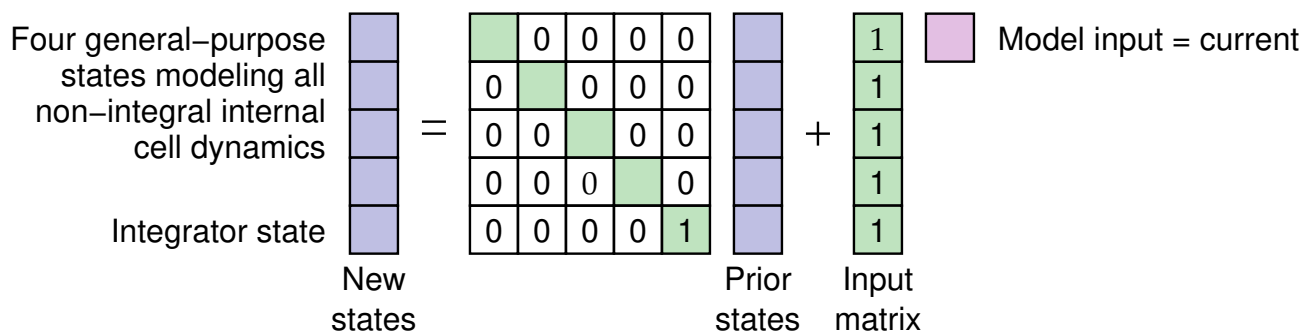 Four general−purpose
states modeling all
non−integral internal
cell dynamics
Integrator state
New
states
=
0 0 0 0
0 0 0 0
0 0 0 0
0 0 0 0
0 0 0 0 1
Prior
states
+
1
1
1
1
1
Input
matrix
Model input = current